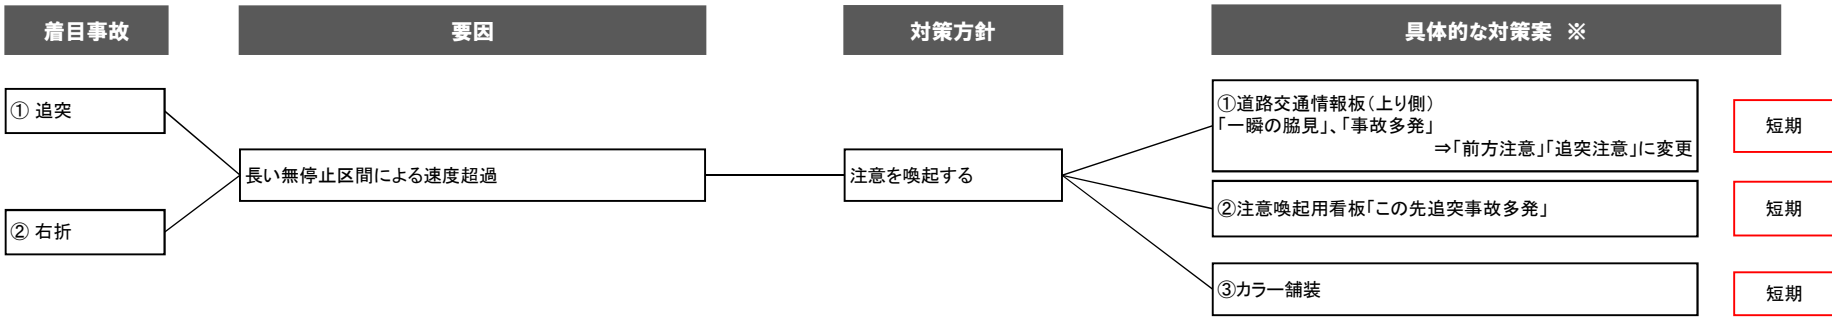 着目事故
要因
対策方針
具体的な対策案 ※
① 追突
② 右折
長い無停止区間による速度超過
注意を喚起する
①道路交通情報板（上り側）
「一瞬の脇見」、「事故多発」
⇒「前方注意」「追突注意」に変更
短期
②注意喚起用看板「この先追突事故多発」
短期
③カラー舗装
短期